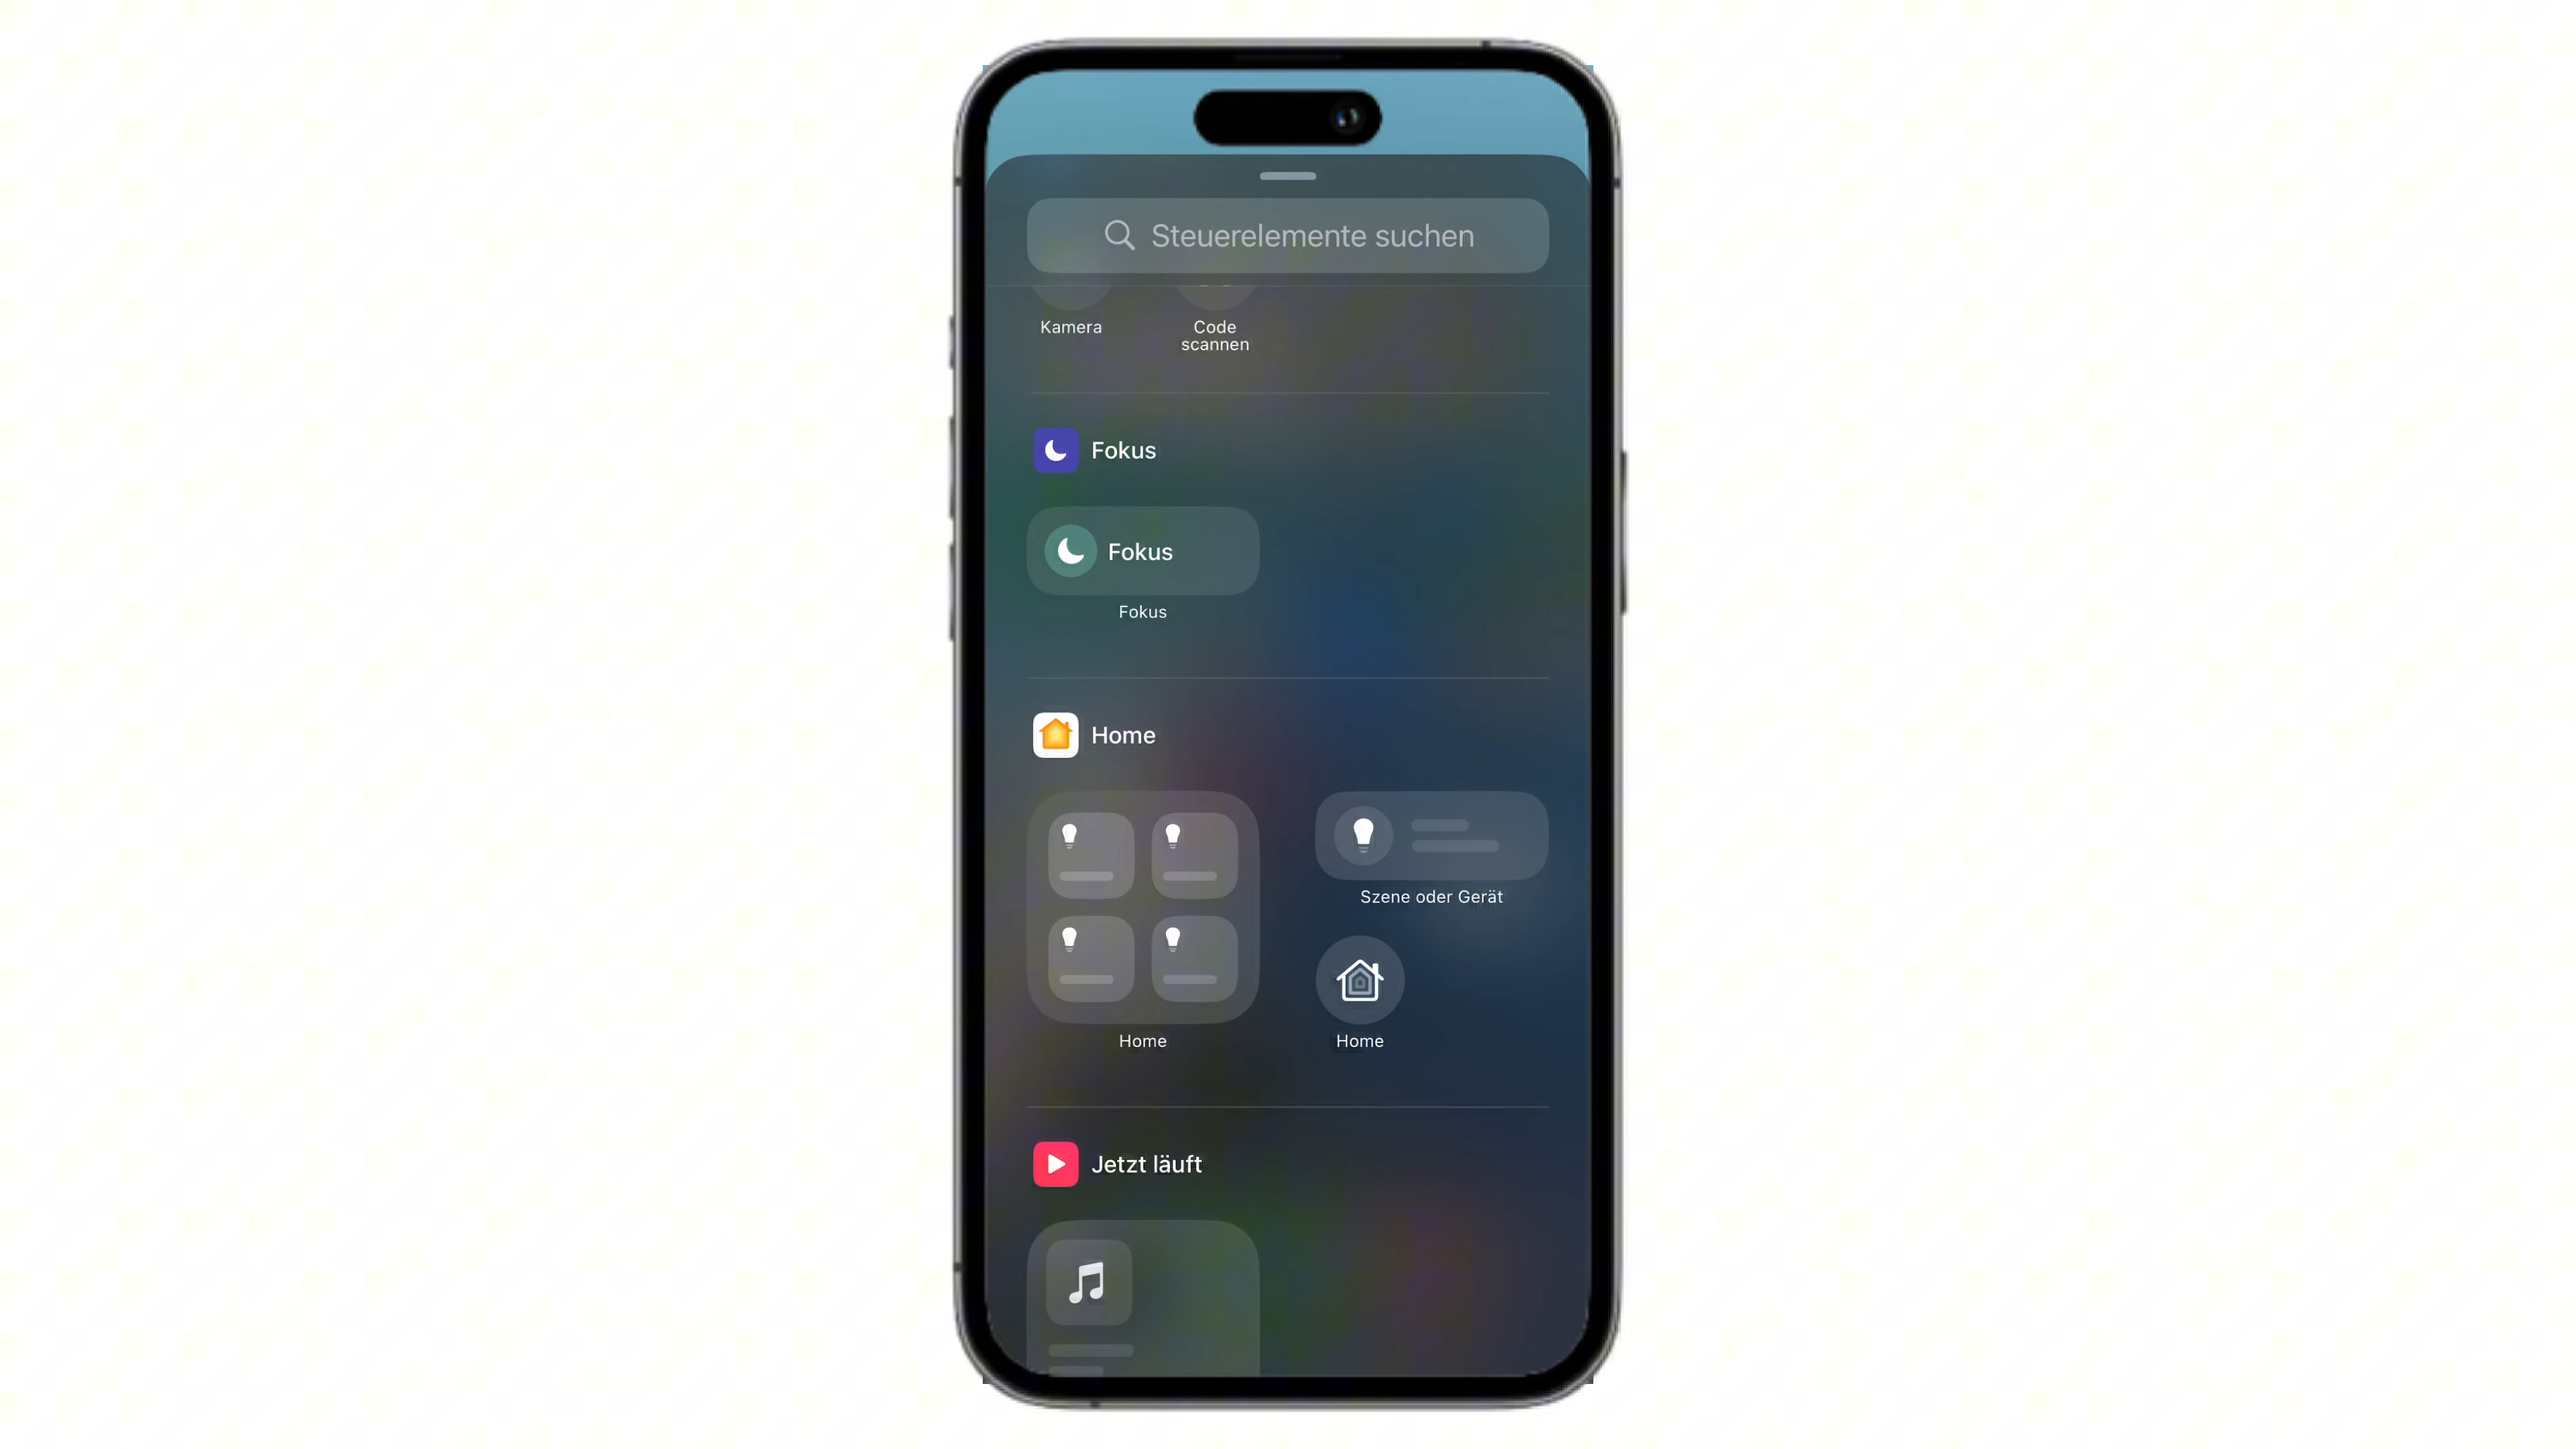 Steuerelemente suchen
Kamera
Code
scannen
Fokus
Fokus
Fokus
Home
Szene oder Gerät
Home
Home
Jetzt läuft